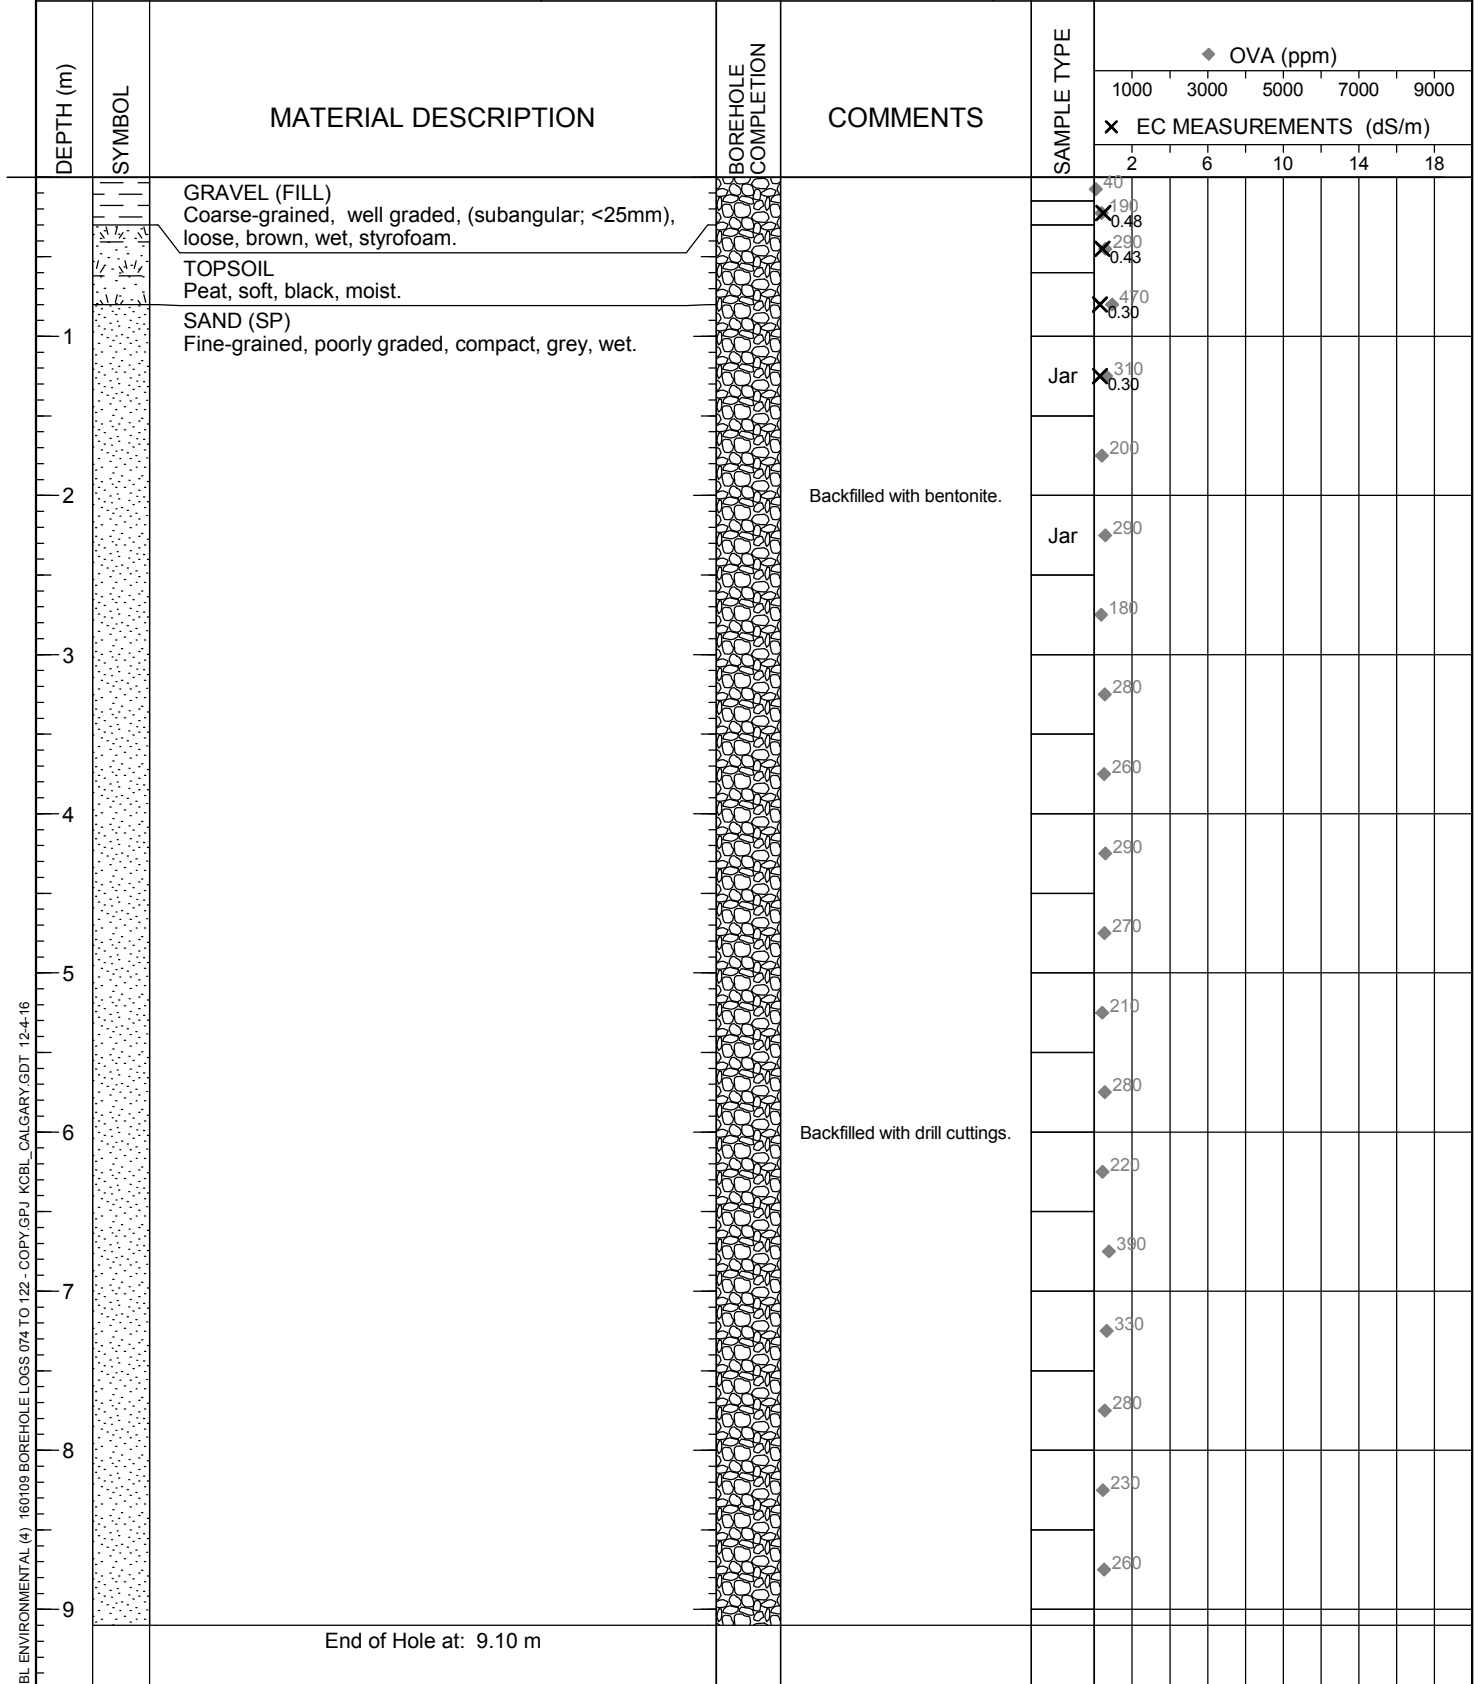 DEPTH (m)
SYMBOL
MATERIAL DESCRIPTION
BOREHOLE
COMPLETION
COMMENTS
SAMPLE TYPE
OVA (ppm)
1000 3000 5000 7000 9000
EC MEASUREMENTS (dS/m)
2 6 10 14 18
GRAVEL (FILL)
Coarse-grained, well graded, (subangular; <25mm),
loose, brown, wet, styrofoam.
TOPSOIL
Peat, soft, black, moist.
SAND (SP)
Fine-grained, poorly graded, compact, grey, wet.
40
190
0.48
290
0.43
470
0.30
1
Jar
310
0.30
200
2
Backfilled with bentonite.
Jar
290
180
3
280
260
4
290
270
5
210
280
6
Backfilled with drill cuttings.
220
390
7
330
280
8
230
260
9
End of Hole at: 9.10 m
BL ENVIRONMENTAL (4) 160109 BOREHOLE LOGS 074 TO 122 - COPY.GPJ KCBL_CALGARY.GDT 12-4-16